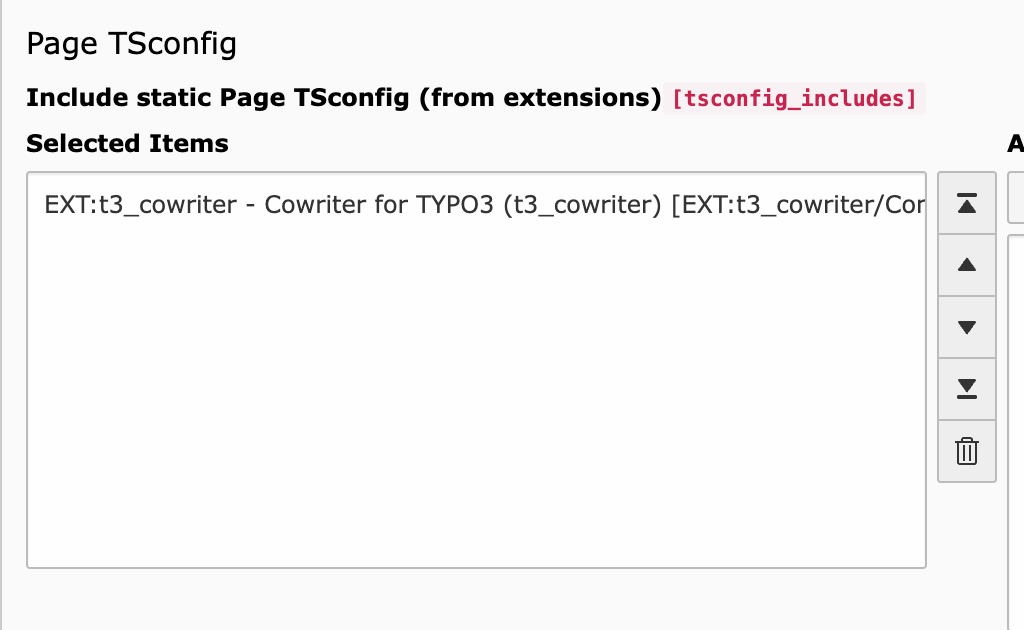 Page TSconfig
Include static Page TSconfig (from extensions) [tsconfig_includes]
Selected Items
A
EXT:t3_cowriter - Cowriter for TYPO3 (t3_cowriter) [EXT:t3_cowriter/Cor